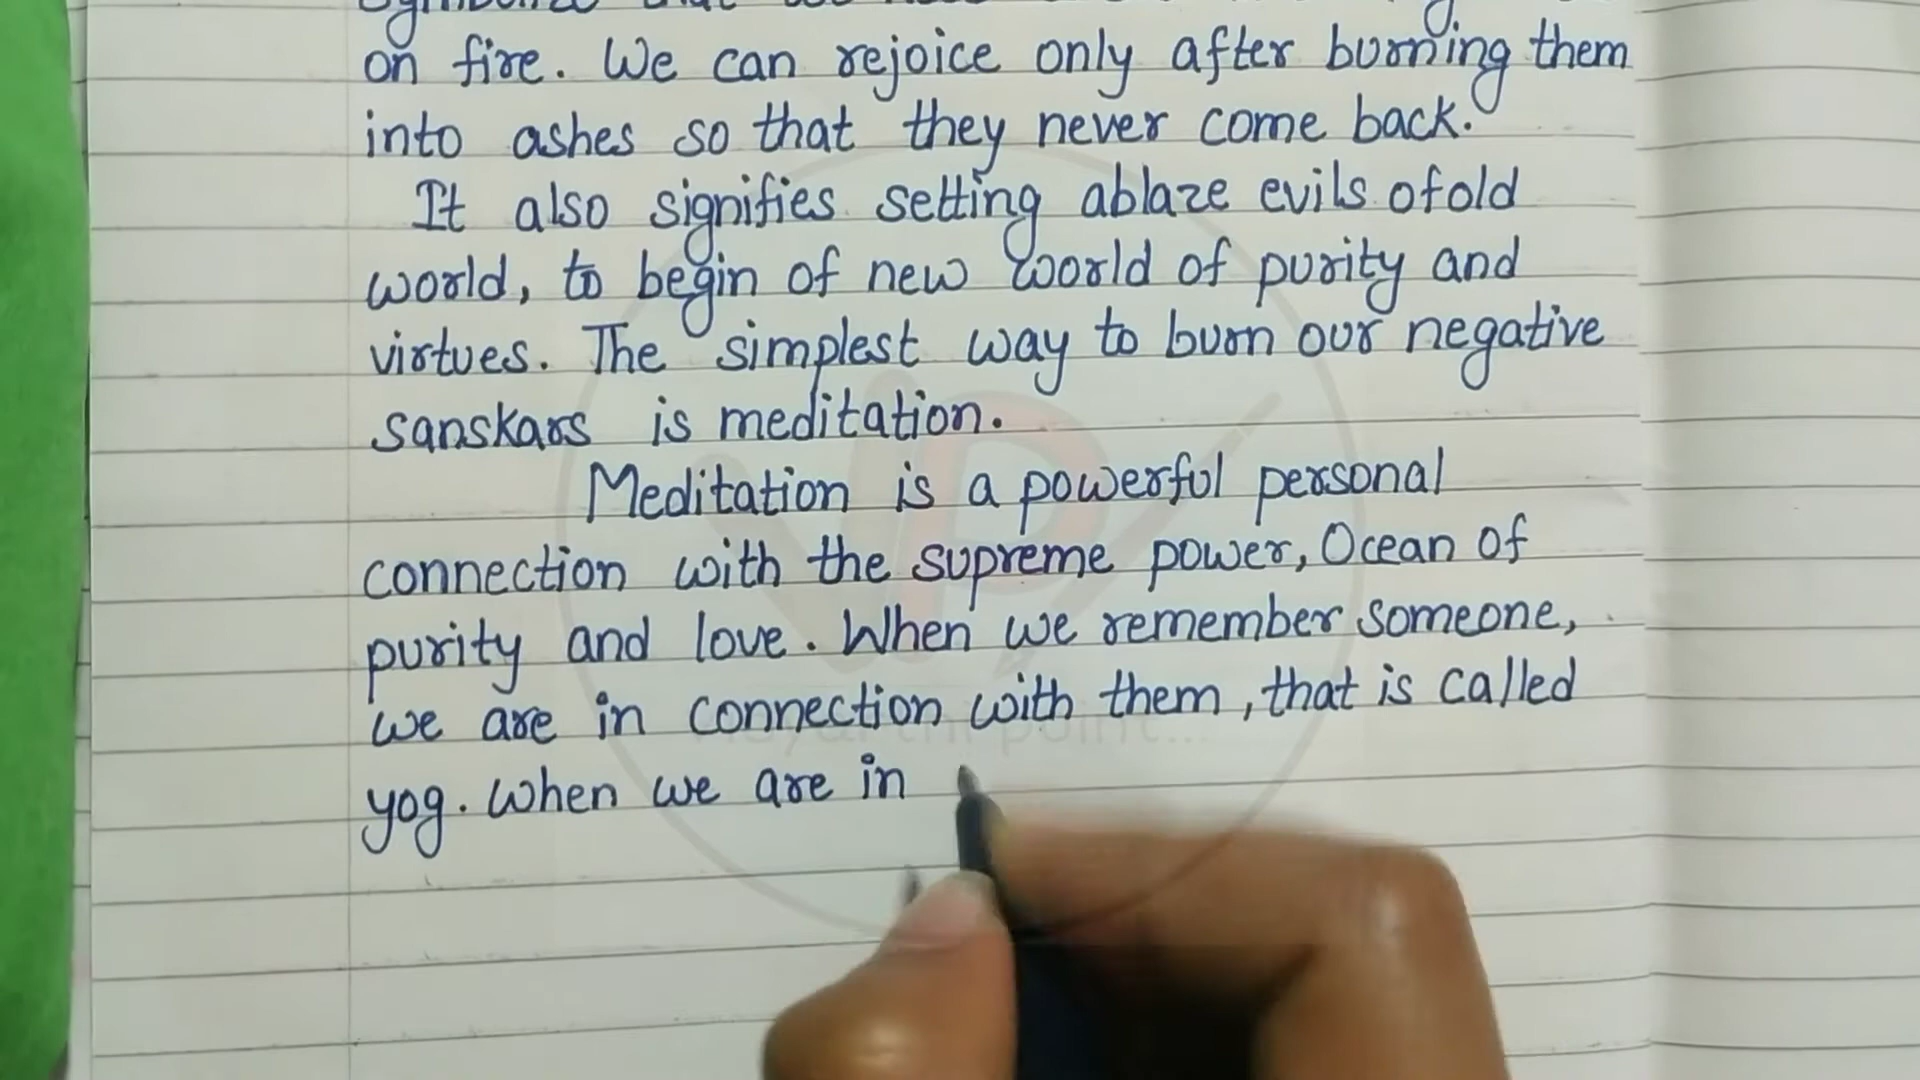 on fire. We can rejoice only after burning them
into ashes so that they never come back.
It also signifies setting ablaze evils of old
world, to begin of new world of purity and
virtues. The simplest way to burn our negative
sanskars is meditation.
Meditation is a powerful personal
connection with the supreme power, Ocean of
purity and love. When we remember someone,
we are in connection with them, that is called
yog. When we are in